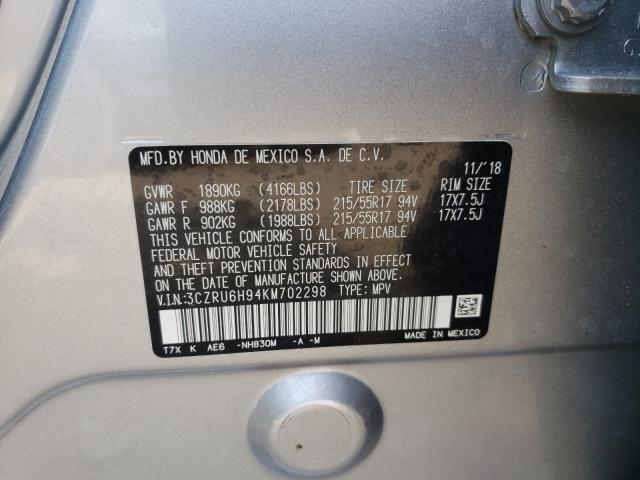 MFD.BY HONDA DE MEXICO S.A. DE C.V. 11/'18
GVWR 1890KG (4166LBS) TIRE SIZE RIM SIZE
GAWR F 988KG (2178LBS) 215/55R17 94V 17X7.5J
GAWR R 902KG (1988LBS) 215/55R17 94V 17X7.5J
THIS VEHICLE CONFORMS TO ALL APPLICABLE
FEDERAL MOTOR VEHICLE SAFETY
AND THEFT PREVENTION STANDARDS IN EFFECT
ON THE DATE OF MANUFACTURE SHOWN ABOVE.
V.I.N.:3CZRU6H94KM702298 TYPE: MPV
T7X K AE6 -NH830M -A -M MADE IN MEXICO